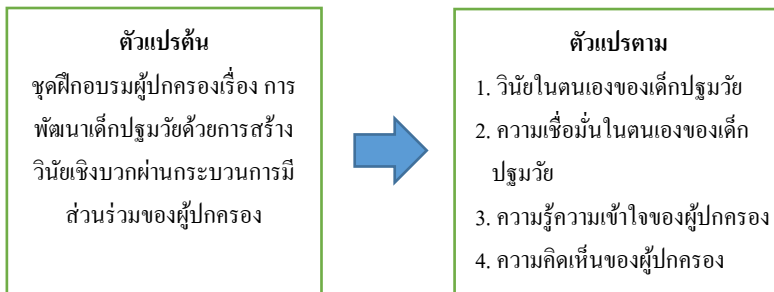 ตัวแปรต้น
ชุดฝึกอบรมผู้ปกครองเรื่อง การ
พัฒนาเด็กปฐมวัยด้วยการสร้าง
วินัยเชิงบวกผ่านกระบวนการมี
ส่วนร่วมของผู้ปกครอง
ตัวแปรตาม
1. วินัยในตนเองของเด็กปฐมวัย
2. ความเชื่อมั่นในตนเองของเด็ก
ปฐมวัย
3. ความรู้ความเข้าใจของผู้ปกครอง
4. ความคิดเห็นของผู้ปกครอง